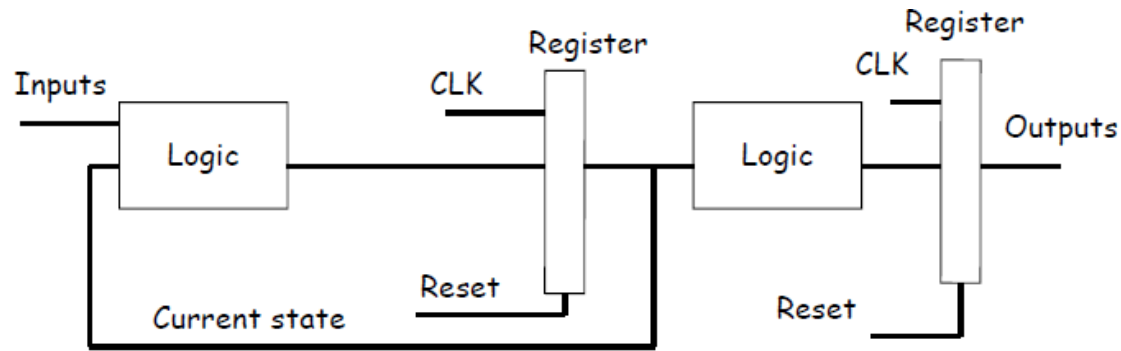 Register
Register
CLK
CLK
Inputs
Outputs
Logic
Logic
Reset
Reset
Current state